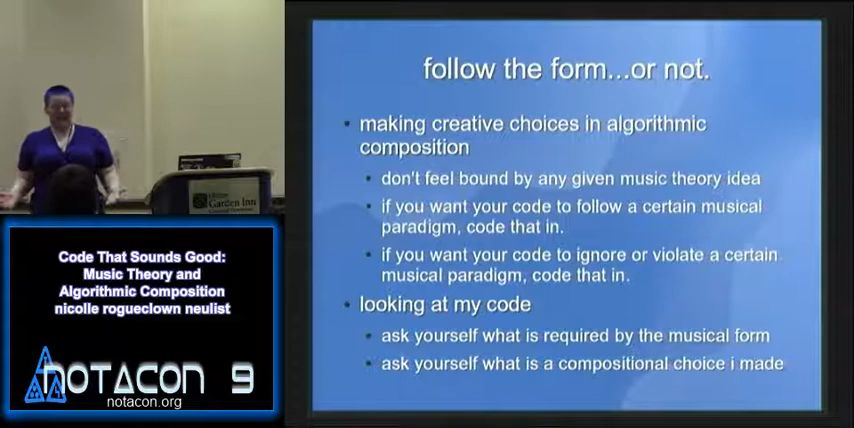 follow the form...or not.
• making creative choices in algorithmic
composition
• don't feel bound by any given music theory idea
• if you want your code to follow a certain musical
paradigm, code that in.
• if you want your code to ignore or violate a certain
musical paradigm, code that in.
• looking at my code
• ask yourself what is required by the musical form
• ask yourself what is a compositional choice i made
Garden Inn
Code That Sounds Good:
Music Theory and
Algorithmic Composition
nicolle rogueclown neulist
NOTACON 9
notacon.org